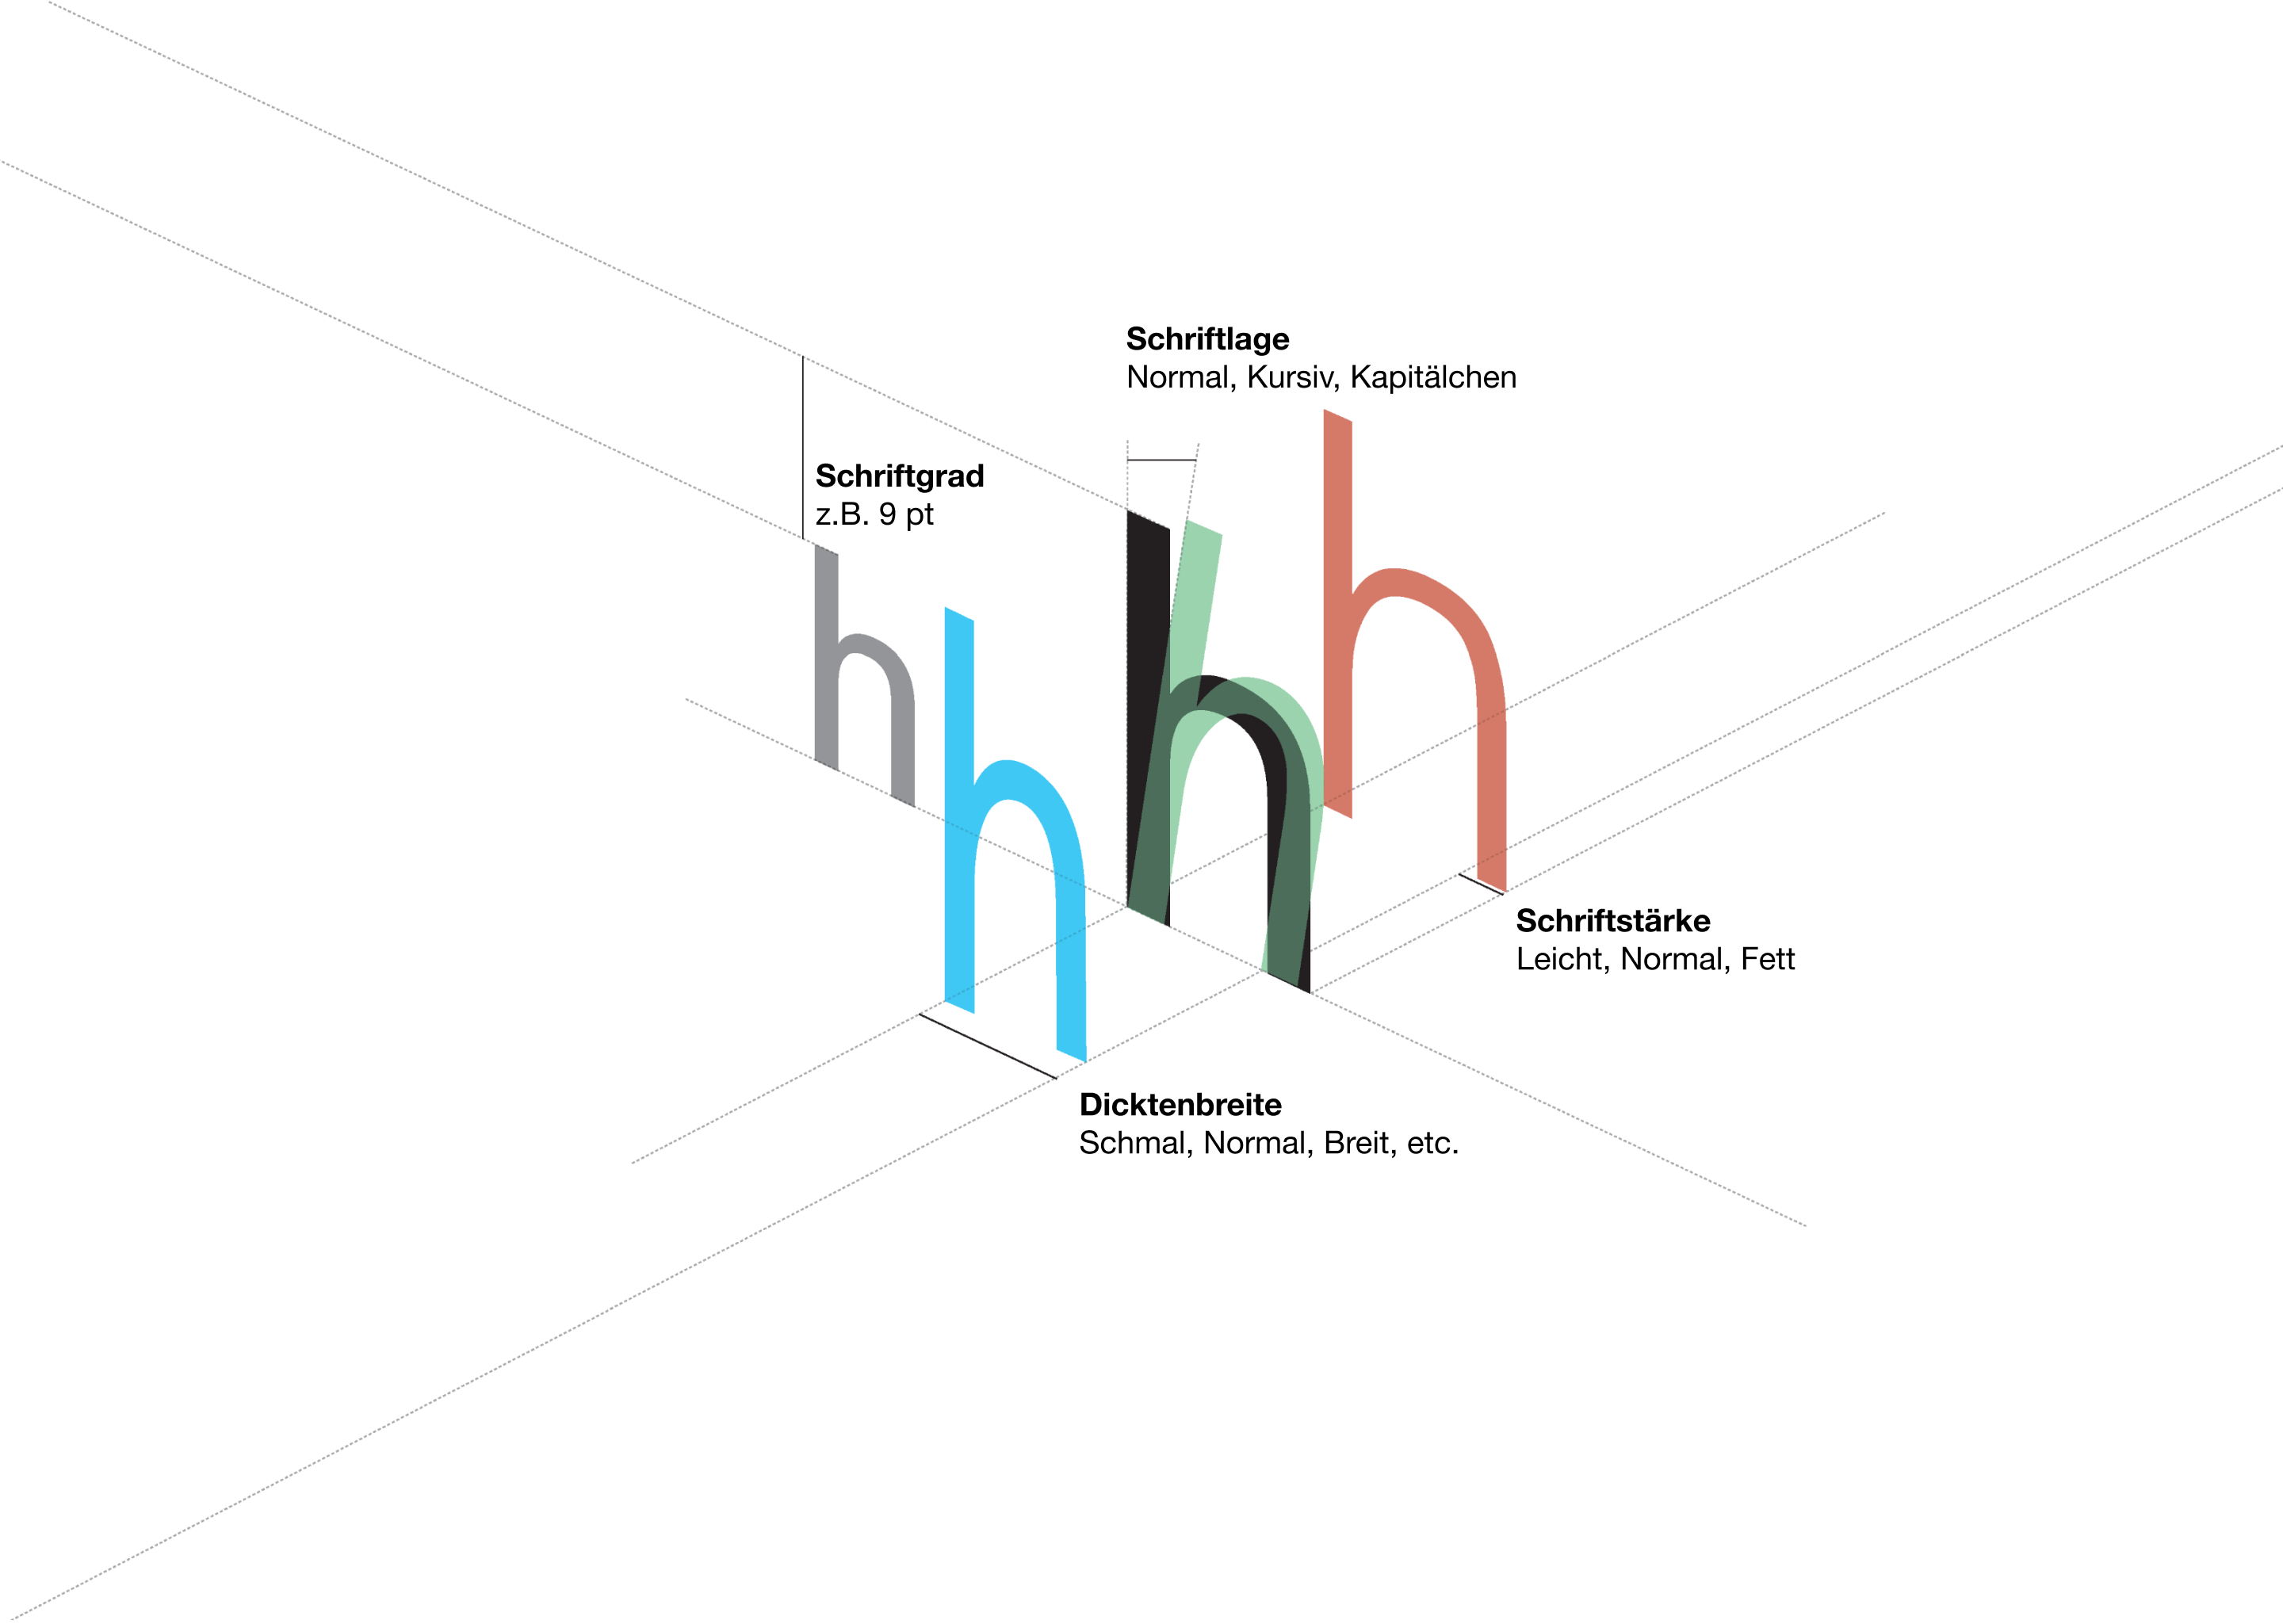 Schriftlage
Normal, Kursiv, Kapitälchen
Schriftgrad
z.B. 9 pt
h
h
h
h
h
Schriftstärke
Leicht, Normal, Fett
Dicktenbreite
Schmal, Normal, Breit, etc.